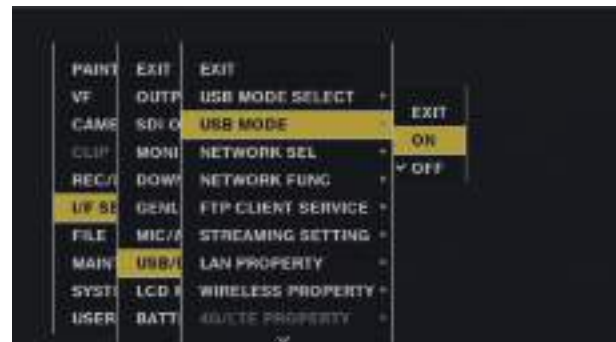 PAINT
VF
CAME
CLIP
REC/
I/F SE
FILE
MAIN
SYST
USER
EXIT
OUTP
SDI O
MONI
DOW
GENL
MIC/A
USB/
LCD
BATT
EXIT
USB MODE SELECT
USB MODE
NETWORK SEL
NETWORK FUNC
FTP CLIENT SERVICE
STREAMING SETTING
LAN PROPERTY
WIRELESS PROPERTY
4G/LTE PROPERTY
EXIT
ON
OFF